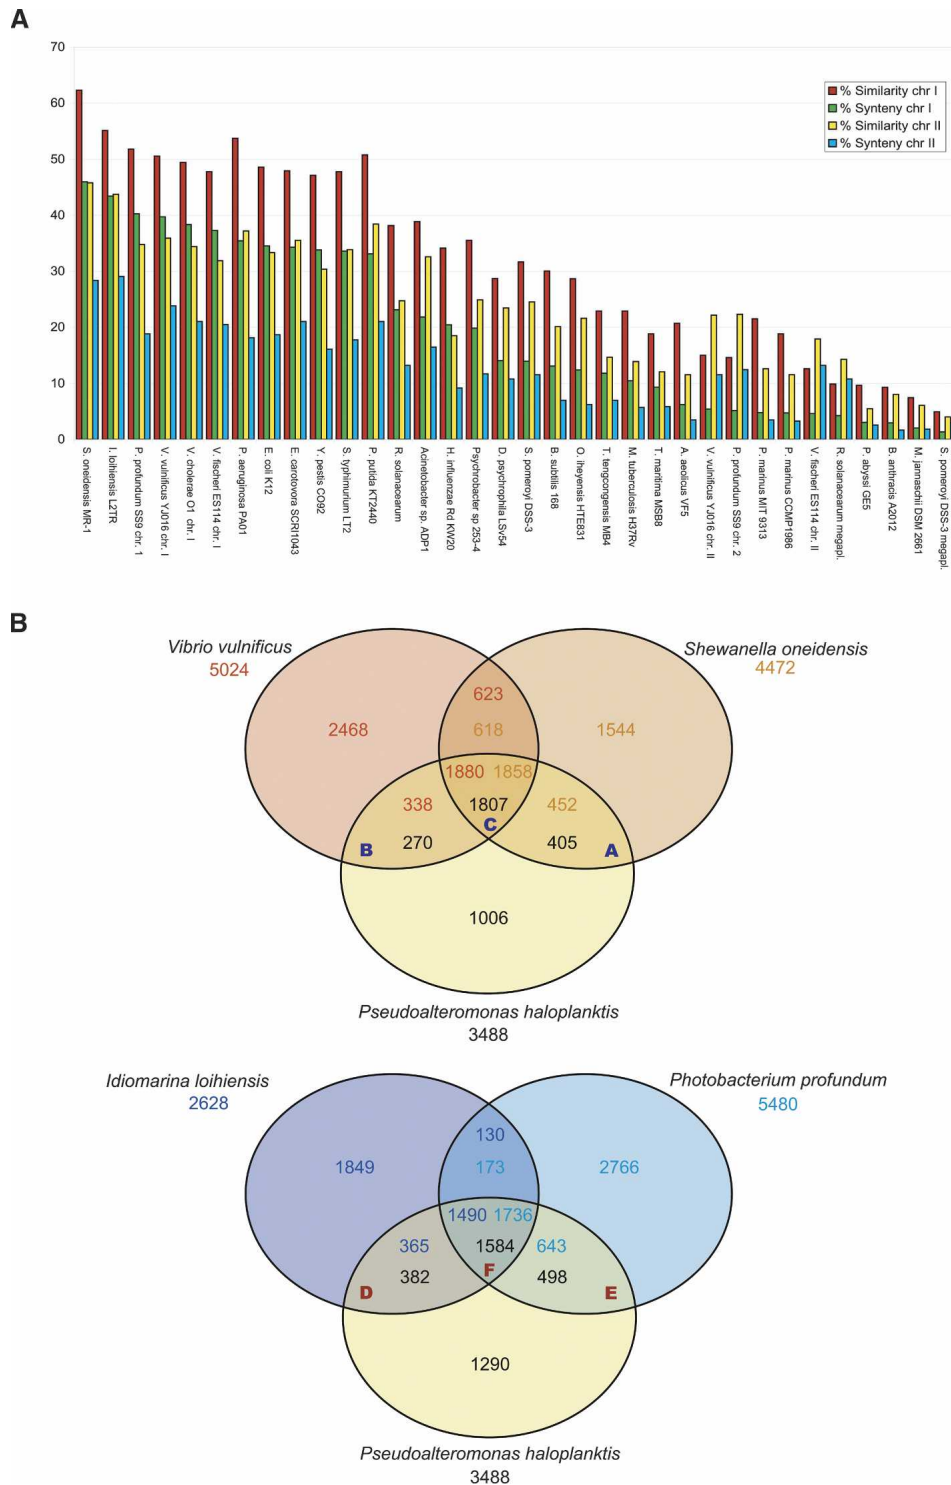 A
70
60
50
40
30
20
10
0
% Similarity chr I
% Synteny chr I
% Similarity chr II
% Synteny chr II
S. oneidensis MR-1
I. loihiensis L2TR
P. profundum SS9 chr. 1
V. vulnificus YJ016 chr. I
V. cholerae O1 chr. I
V. fischeri ES114 chr. I
P. aeruginosa PA01
E. coli K12
E. carotovora SCRI1043
Y. pestis CO92
S. typhimurium LT2
P. putida KT2440
R. solanacearum
Acinetobacter sp. ADP1
H. influenzae Rd KW20
Psychrobacter sp 253-4
D. psychrophila LSv54
S. pomeroyi DSS-3
B. subtilis 168
O. iheyensis HTE831
T. tengcongensis MB4
M. tuberculosis H37Rv
T. maritima MSB8
A. aeolicus VF5
V. vulnificus YJ016 chr. II
P. profundum SS9 chr. 2
P. marinus MIT 9313
P. marinus CCMP1986
V. fischeri ES114 chr. II
R. solanacearum megapl.
P. abyssi GE5
B. anthracis A2012
M. jannaschii DSM 2661
S. pomeroyi DSS-3 megapl.
B
Vibrio vulnificus
5024
Shewanella oneidensis
4472
623
2468
618
1544
1880 1858
338
1807
452
C
270
405
B
A
1006
Pseudoalteromonas haloplanktis
3488
Idiomarina loihiensis
2628
Photobacterium profundum
5480
130
1849
173
2766
1490 1736
365
1584
643
F
382
498
D
E
1290
Pseudoalteromonas haloplanktis
3488